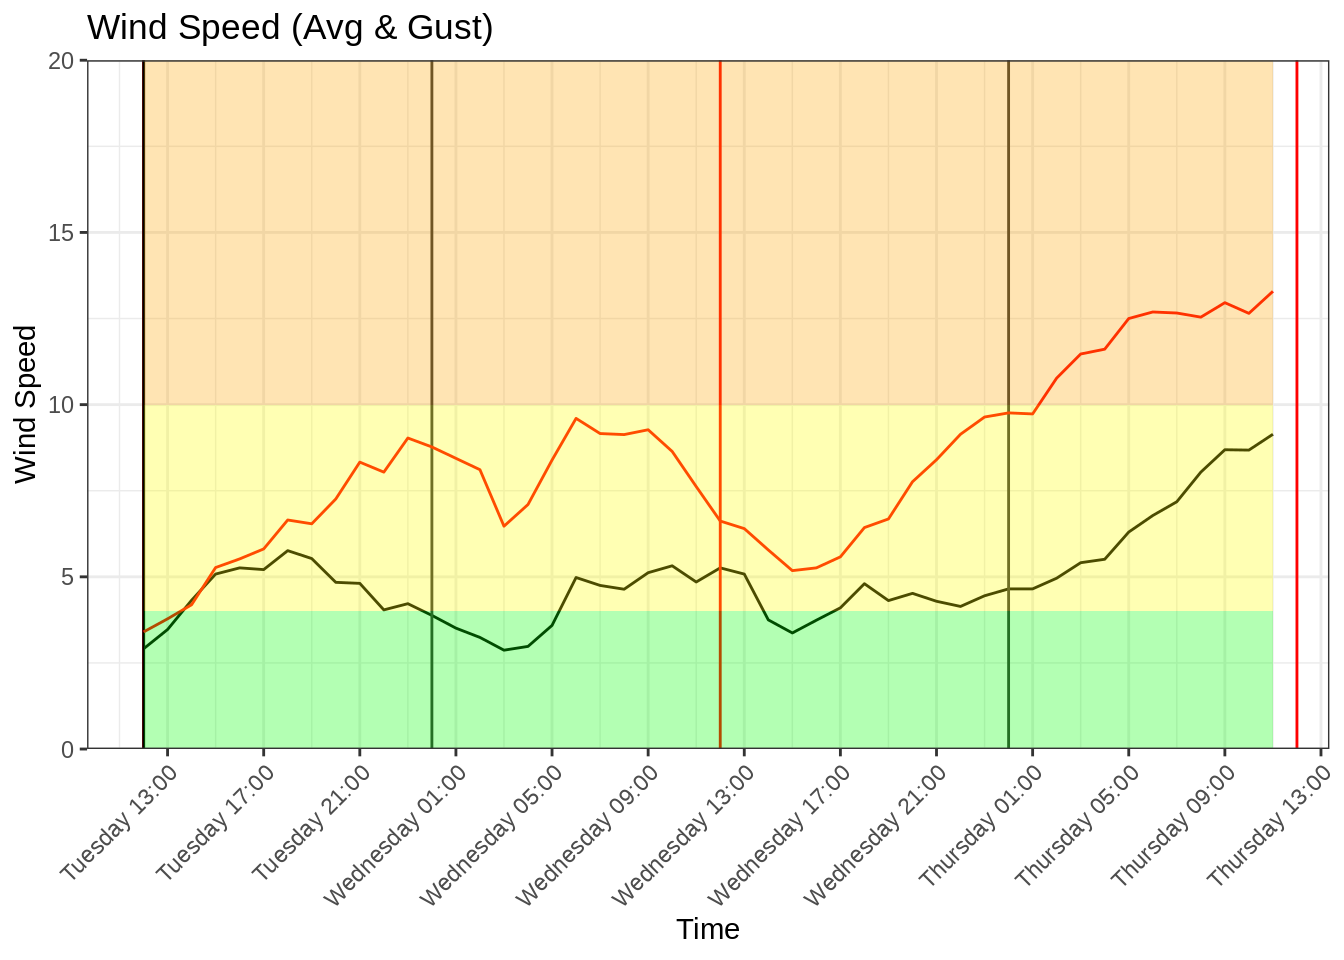 Wind Speed (Avg & Gust)
20
15
10
5
0
Wind Speed
Tuesday 13:00
Tuesday 17:00
Tuesday 21:00
Wednesday 01:00
Wednesday 05:00
Wednesday 09:00
Wednesday 13:00
Wednesday 17:00
Wednesday 21:00
Thursday 01:00
Thursday 05:00
Thursday 09:00
Thursday 13:00
Time